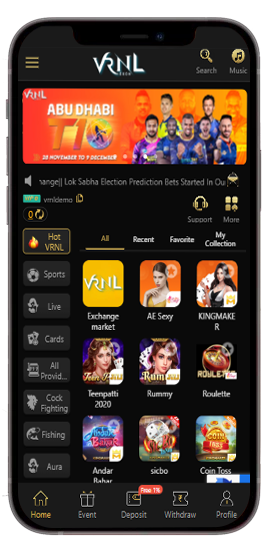 VRNL
Search
Music
VRNL
ABU DHABI
T10
28 NOVEMBER TO 9 DECEMBER
hange|| Lok Sabha Election Prediction Bets Started In Ou
vrnldemo
0
Support
More
Hot
VRNL
All
Recent
Favorite
My
Collection
Sports
Live
Cards
All
Provid...
Cock
Fighting
Fishing
Aura
VRNL
Exchange
market
AE Sexy
KINGMAKE
R
Teen Patti
Teenpatti
2020
Rummy
Rummy
ROULETTE
Roulette
Andar
Bahar
Andar
Bahar
sicbo
COIN
TOSS
Coin Toss
Home
Event
Free 1%
Deposit
Withdraw
Profile